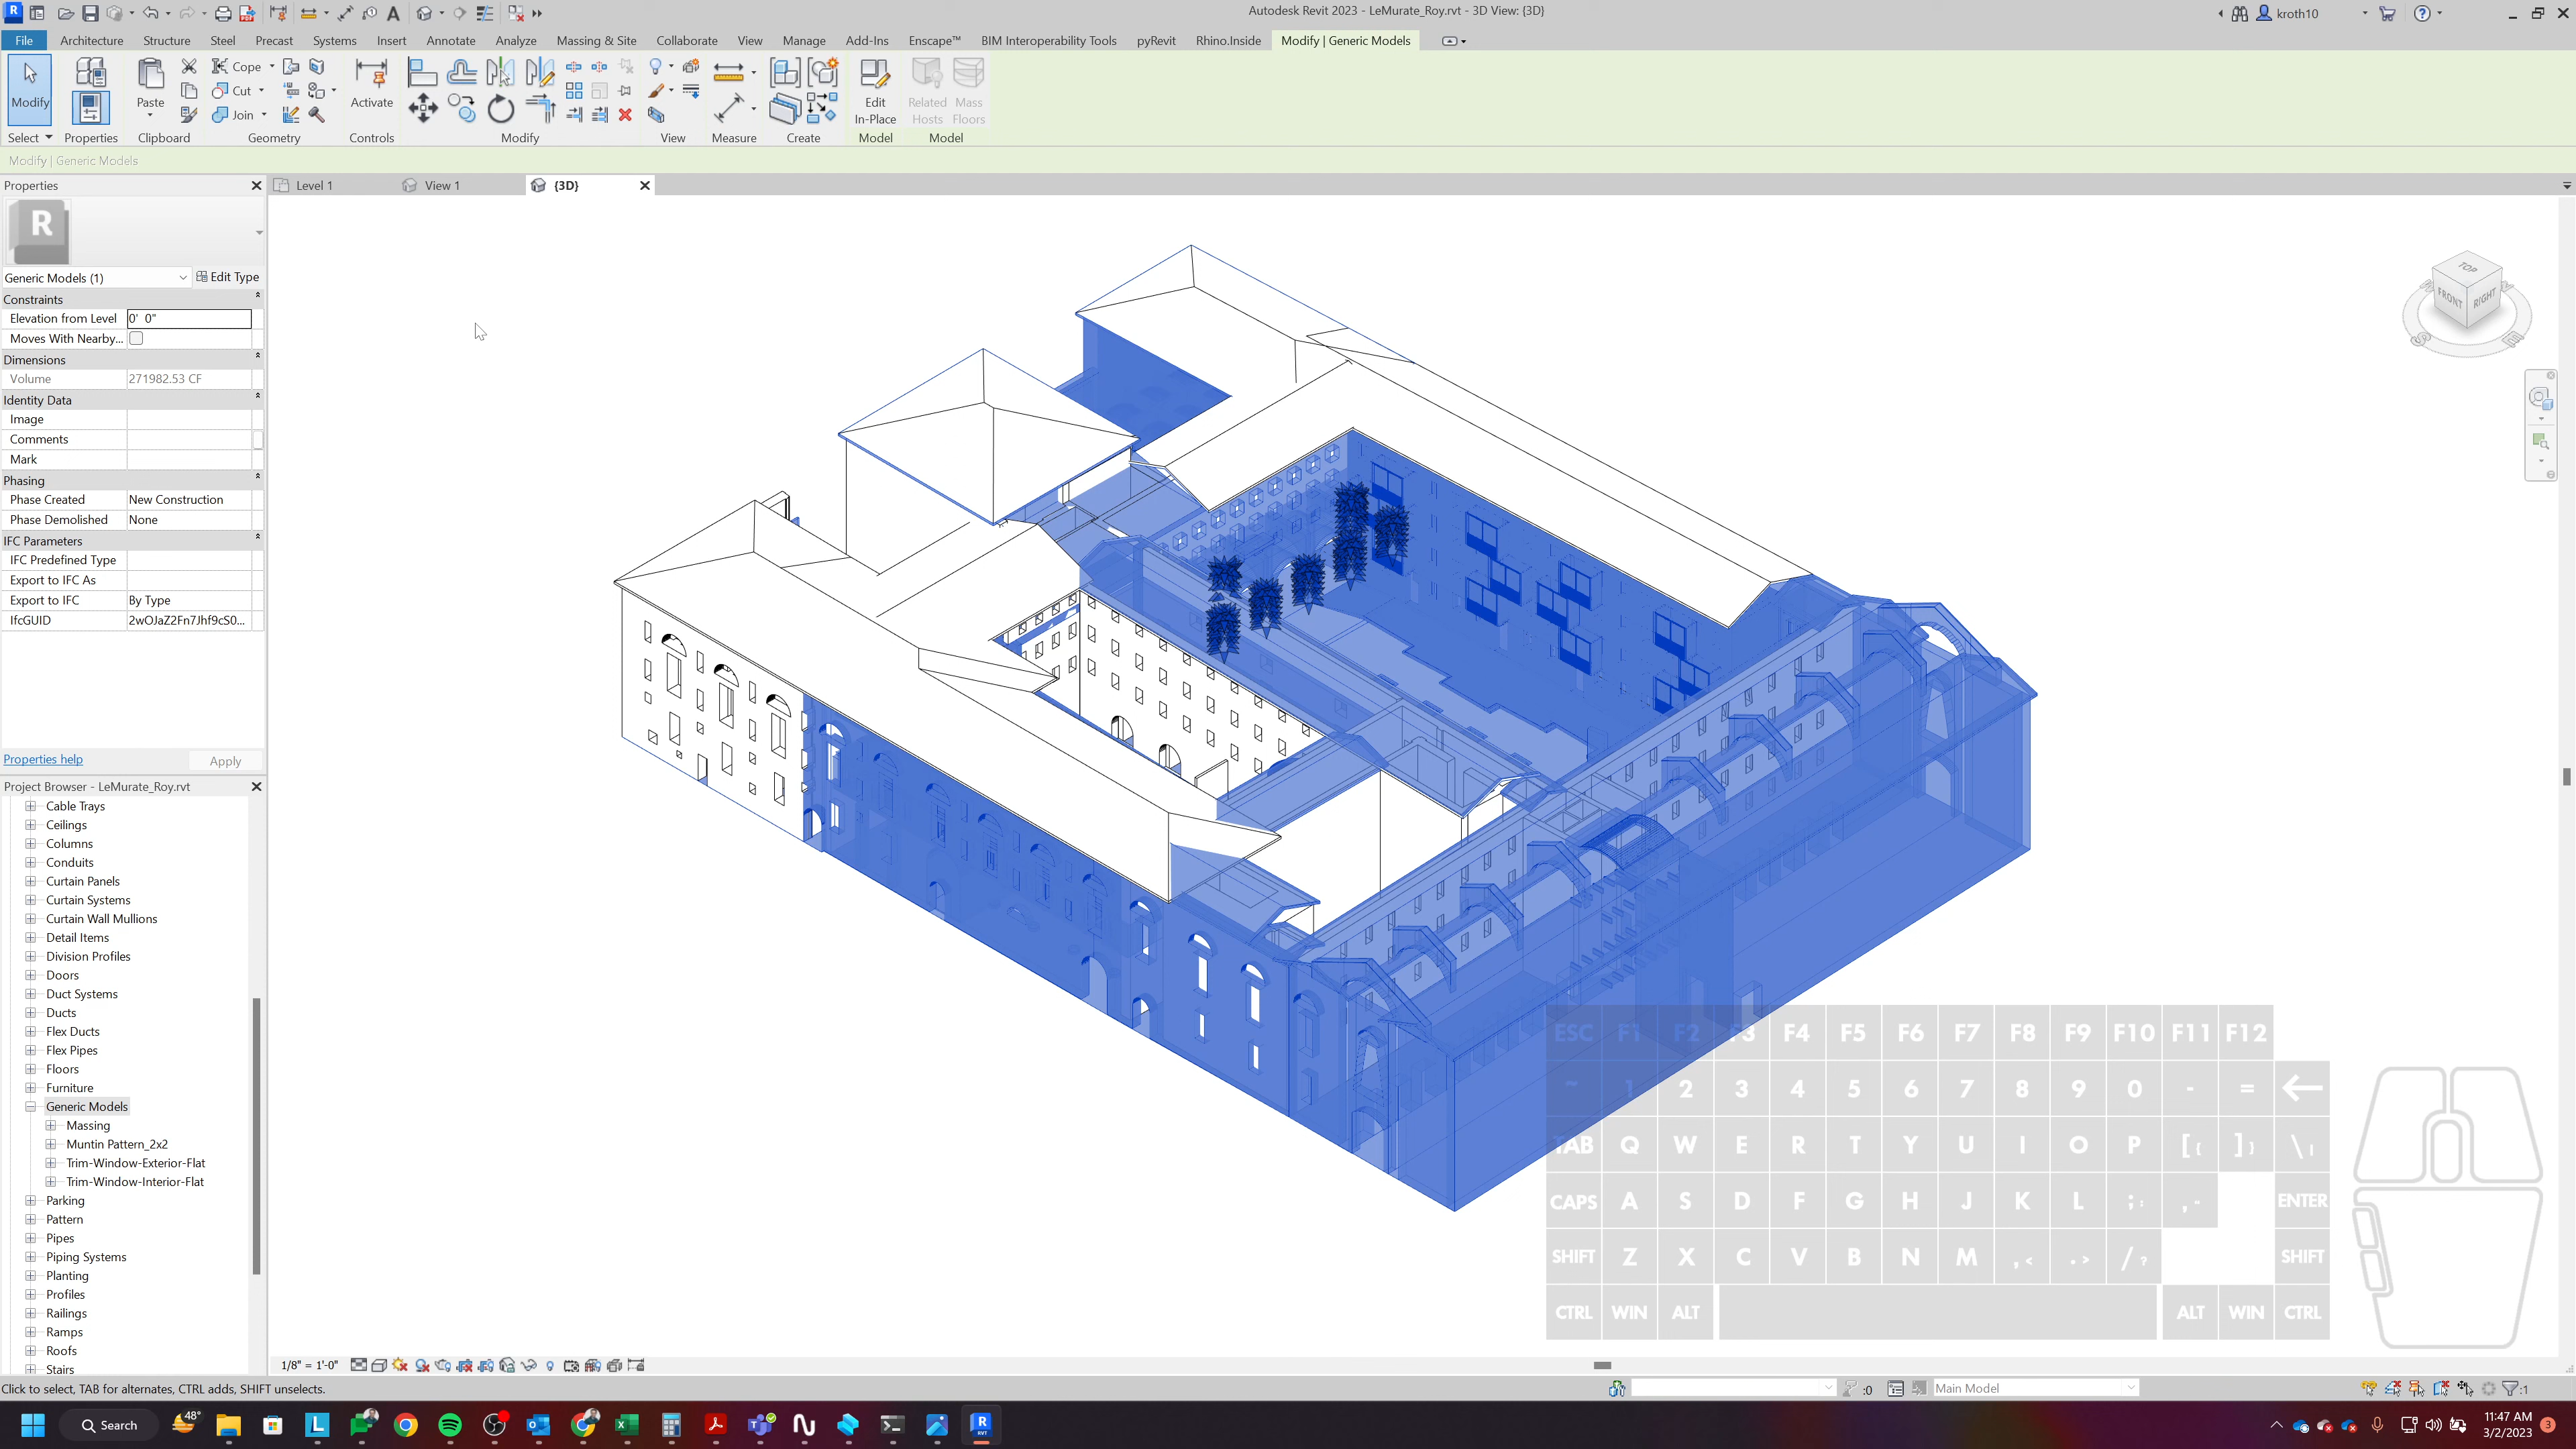 Autodesk Revit 2023 - LeMurate_Roy.rvt - 3D View: {3D}
kroth10
File Architecture Structure Steel Precast Systems Insert Annotate Analyze Massing & Site Collaborate View Manage Add-Ins Enscape™ BIM Interoperability Tools pyRevit Rhino.Inside Modify | Generic Models
Modify
Paste
Cope
Cut
Join
Activate
Edit
In-Place
Related
Hosts
Mass
Floors
Select Properties Clipboard Geometry Controls Modify View Measure Create Model Model
Modify | Generic Models
Properties
Level 1
View 1
{3D}
R
Generic Models (1)
Edit Type
Constraints
Elevation from Level 0' 0"
Moves With Nearby...
Dimensions
Volume 271982.53 CF
Identity Data
Image
Comments
Mark
Phasing
Phase Created New Construction
Phase Demolished None
IFC Parameters
IFC Predefined Type
Export to IFC As
Export to IFC By Type
IfcGUID 2wOJaZ2Fn7Jhf9cS0...
Properties help
Apply
Project Browser - LeMurate_Roy.rvt
Cable Trays
Ceilings
Columns
Conduits
Curtain Panels
Curtain Systems
Curtain Wall Mullions
Detail Items
Division Profiles
Doors
Duct Systems
Ducts
Flex Ducts
Flex Pipes
Floors
Furniture
Generic Models
Massing
Muntin Pattern_2x2
Trim-Window-Exterior-Flat
Trim-Window-Interior-Flat
Parking
Pattern
Pipes
Piping Systems
Planting
Profiles
Railings
Ramps
Roofs
Stairs
TOP
FRONT
RIGHT
S
E
ESC F1 F2 F3 F4 F5 F6 F7 F8 F9 F10 F11 F12
~ 1 2 3 4 5 6 7 8 9 0 - =
TAB Q W E R T Y U I O P [{ ]} \|
CAPS A S D F G H J K L ;: ENTER
SHIFT Z X C V B N M ,< .> /? SHIFT
CTRL WIN ALT ALT WIN CTRL
1/8" = 1'-0"
Click to select, TAB for alternates, CTRL adds, SHIFT unselects.
:0
Main Model
:1
Search
48°
11:47 AM
3/2/2023
3